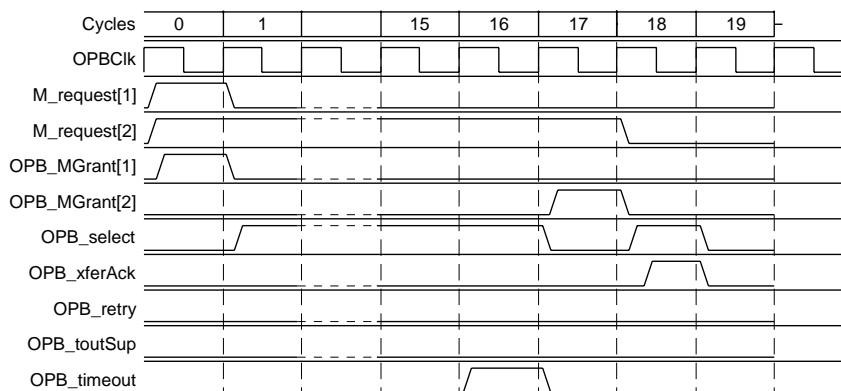 Cycles 0 1 15 16 17 18 19
OPBClk
M_request[1]
M_request[2]
OPB_MGrant[1]
OPB_MGrant[2]
OPB_select
OPB_xferAck
OPB_retry
OPB_toutSup
OPB_timeout